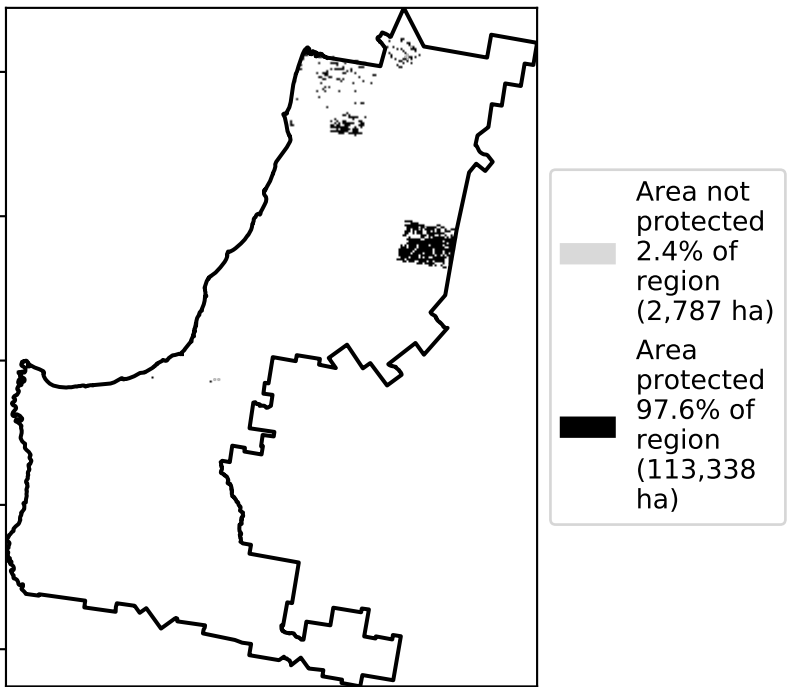 Area not
protected
2.4% of
region
(2,787 ha)
Area
protected
97.6% of
region
(113,338
ha)